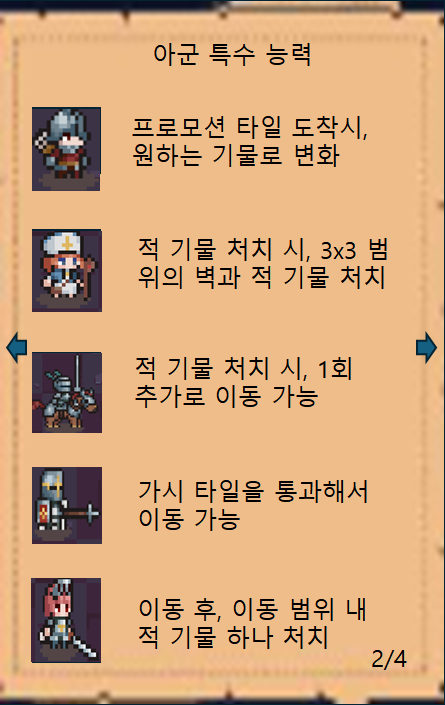 아군 특수 능력
프로모션 타일 도착시,
원하는 기물로 변화
적 기물 처치 시, 3x3 범
위의 벽과 적 기물 처치
적 기물 처치 시, 1회
추가로 이동 가능
가시 타일을 통과해서
이동 가능
이동 후, 이동 범위 내
적 기물 하나 처치
2/4